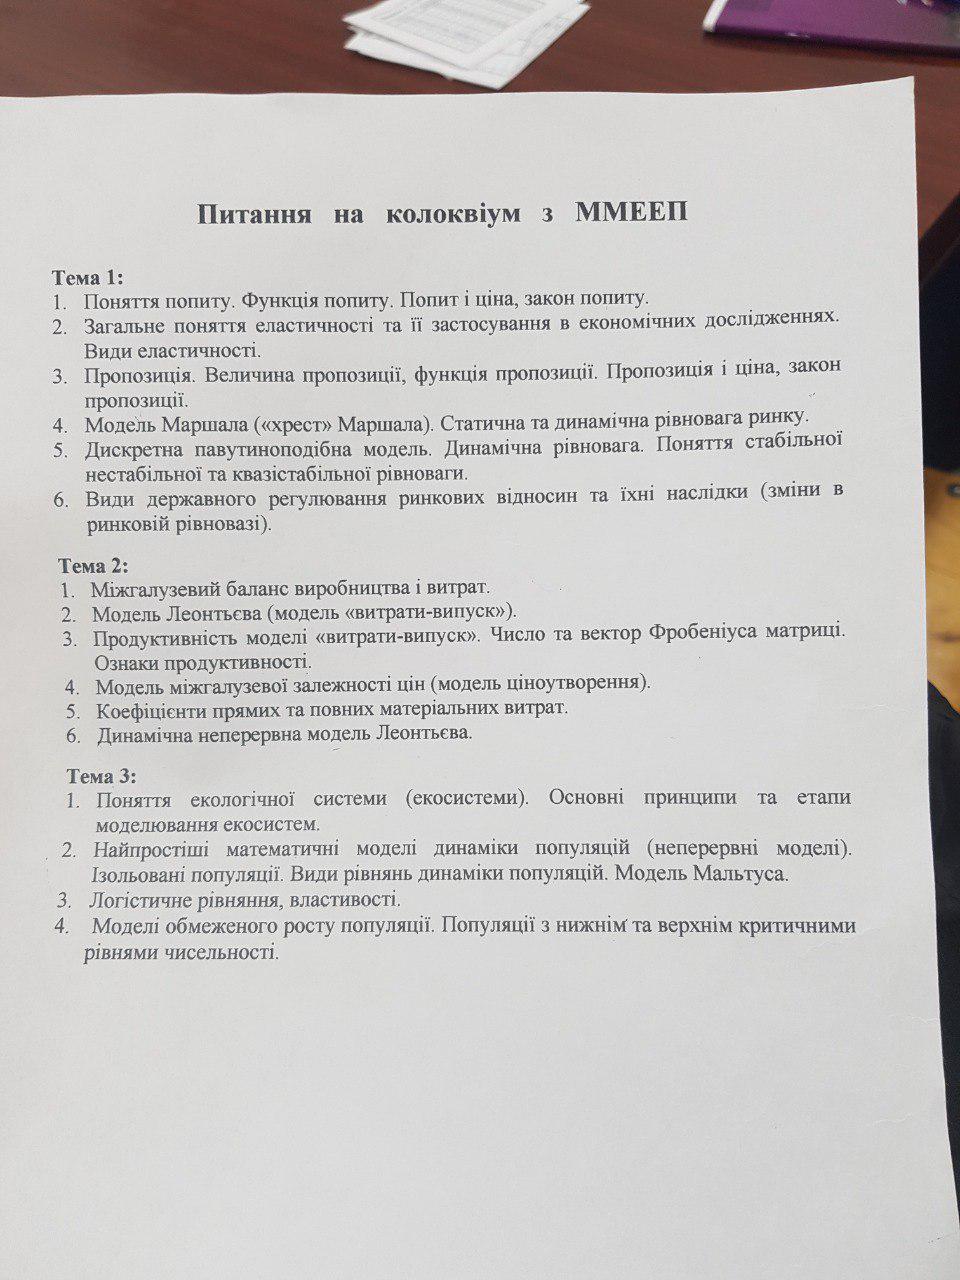 Питання на колоквіум з ММЕЕП
Тема 1:
1. Поняття попиту. Функція попиту. Попит і ціна, закон попиту.
2. Загальне поняття еластичності та її застосування в економічних дослідженнях.
Види еластичності.
3. Пропозиція. Величина пропозиції, функція пропозиції. Пропозиція і ціна, закон
пропозиції.
4. Модель Маршала («хрест» Маршала). Статична та динамічна рівновага ринку.
5. Дискретна павутиноподібна модель. Динамічна рівновага. Поняття стабільної
нестабільної та квазістабільної рівноваги.
6. Види державного регулювання ринкових відносин та їхні наслідки (зміни в
ринковій рівновазі).
Тема 2:
1. Міжгалузевий баланс виробництва і витрат.
2. Модель Леонтьєва (модель «витрати-випуск»).
3. Продуктивність моделі «витрати-випуск». Число та вектор Фробеніуса матриці.
Ознаки продуктивності.
4. Модель міжгалузевої залежності цін (модель ціноутворення).
5. Коефіцієнти прямих та повних матеріальних витрат.
6. Динамічна неперервна модель Леонтьєва.
Тема 3:
1. Поняття екологічної системи (екосистеми). Основні принципи та етапи
моделювання екосистем.
2. Найпростіші математичні моделі динаміки популяцій (неперервні моделі).
Ізольовані популяції. Види рівнянь динаміки популяцій. Модель Мальтуса.
3. Логістичне рівняння, властивості.
4. Моделі обмеженого росту популяції. Популяції з нижнім та верхнім критичними
рівнями чисельності.